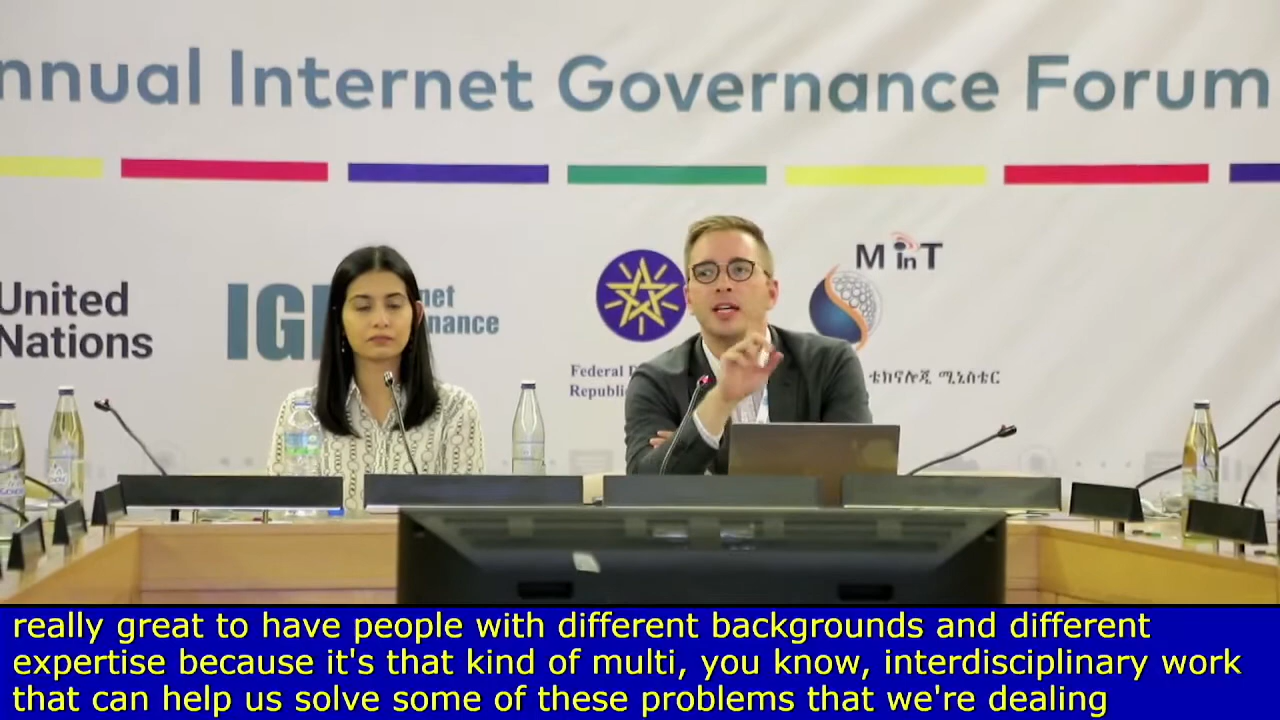 nnual Internet Governance Forum
United
Nations
IG
net
nance
Federal D
Republic
M in T
ቴክኖሎጂ ሚኒስቴር
really great to have people with different backgrounds and different
expertise because it's that kind of multi, you know, interdisciplinary work
that can help us solve some of these problems that we're dealing